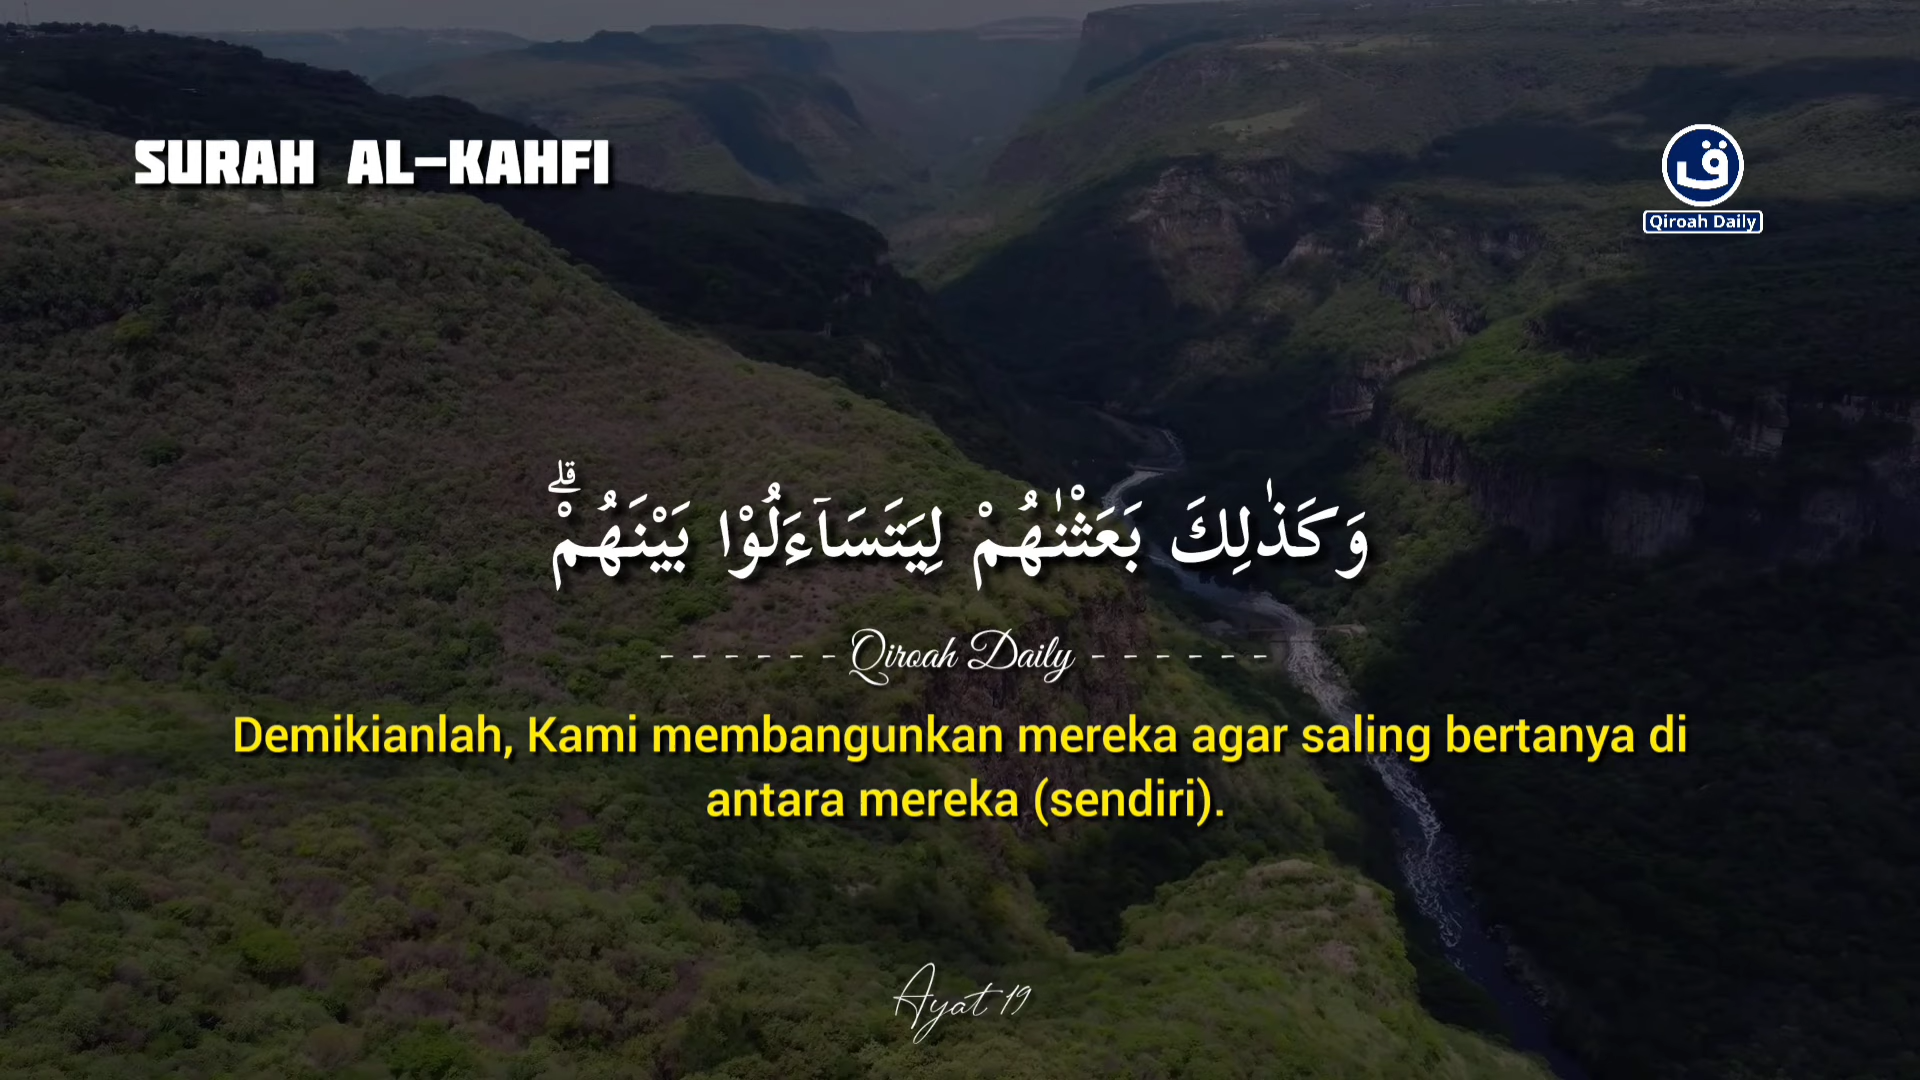 SURAH AL-KAHFI
ق
Qiroah Daily
وَكَذٰلِكَ بَعَثْنٰهُمْ لِيَتَسَاۤءَلُوْا بَيْنَهُمْۗ
- - - - - - Qiroah Daily - - - - - -
Demikianlah, Kami membangunkan mereka agar saling bertanya di
antara mereka (sendiri).
Ayat 19